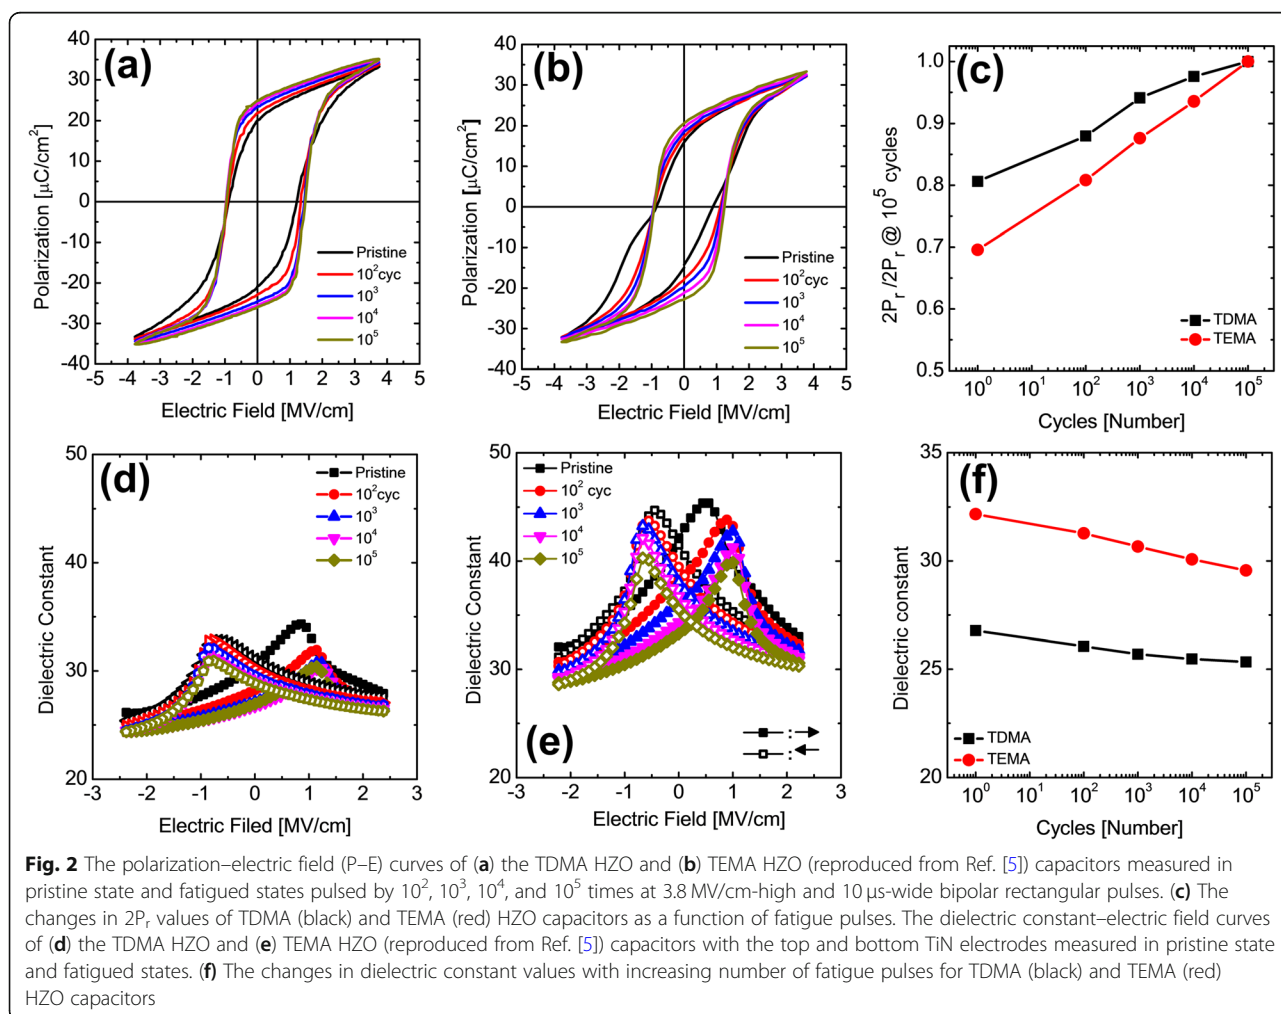 (a)
40
30
20
10
0
-10
-20
-30
-40
Polarization [μC/cm²]
Pristine
10²cyc
10³
10⁴
10⁵
-5 -4 -3 -2 -1 0 1 2 3 4 5
Electric Field [MV/cm]
(b)
40
30
20
10
0
-10
-20
-30
-40
Polarization [μC/cm²]
Pristine
10²cyc
10³
10⁴
10⁵
-5 -4 -3 -2 -1 0 1 2 3 4 5
Electric Field [MV/cm]
(c)
1.0
0.9
0.8
0.7
0.6
0.5
2Pᵣ /2Pᵣ @ 10⁵ cycles
TDMA
TEMA
10⁰ 10¹ 10² 10³ 10⁴ 10⁵
Cycles [Number]
(d)
50
40
30
20
Dielectric Constant
Pristine
10²cyc
10³
10⁴
10⁵
-3 -2 -1 0 1 2 3
Electric Filed [MV/cm]
(e)
50
40
30
20
Dielectric Constant
Pristine
10² cyc
10³
10⁴
10⁵
: →
: ←
-3 -2 -1 0 1 2 3
Electric Field [MV/cm]
(f)
35
30
25
20
Dielectric constant
TDMA
TEMA
10⁰ 10¹ 10² 10³ 10⁴ 10⁵
Cycles [Number]
Fig. 2 The polarization–electric field (P–E) curves of (a) the TDMA HZO and (b) TEMA HZO (reproduced from Ref. [5]) capacitors measured in
pristine state and fatigued states pulsed by 10², 10³, 10⁴, and 10⁵ times at 3.8 MV/cm-high and 10 μs-wide bipolar rectangular pulses. (c) The
changes in 2Pᵣ values of TDMA (black) and TEMA (red) HZO capacitors as a function of fatigue pulses. The dielectric constant–electric field curves
of (d) the TDMA HZO and (e) TEMA HZO (reproduced from Ref. [5]) capacitors with the top and bottom TiN electrodes measured in pristine state
and fatigued states. (f) The changes in dielectric constant values with increasing number of fatigue pulses for TDMA (black) and TEMA (red)
HZO capacitors